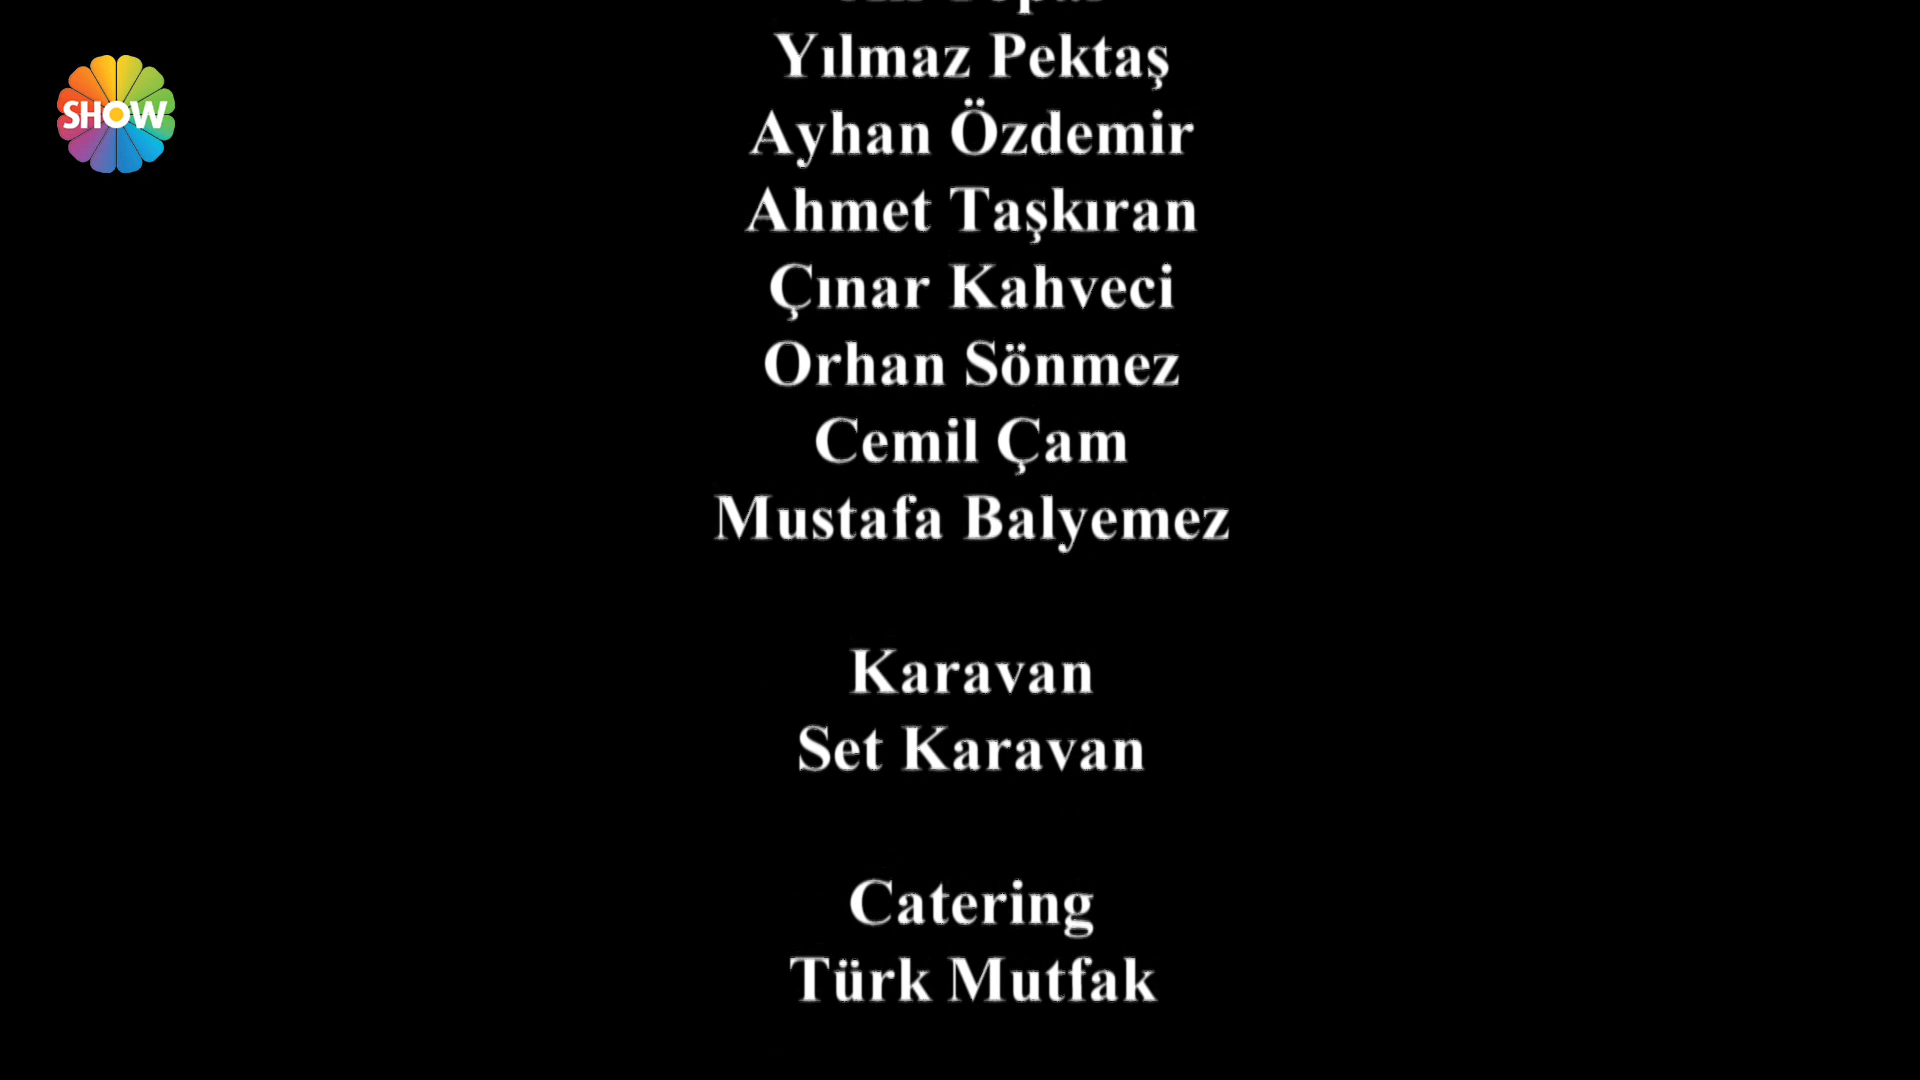 SHOW
Yılmaz Pektaş
Ayhan Özdemir
Ahmet Taşkıran
Çınar Kahveci
Orhan Sönmez
Cemil Çam
Mustafa Balyemez
Karavan
Set Karavan
Catering
Türk Mutfak